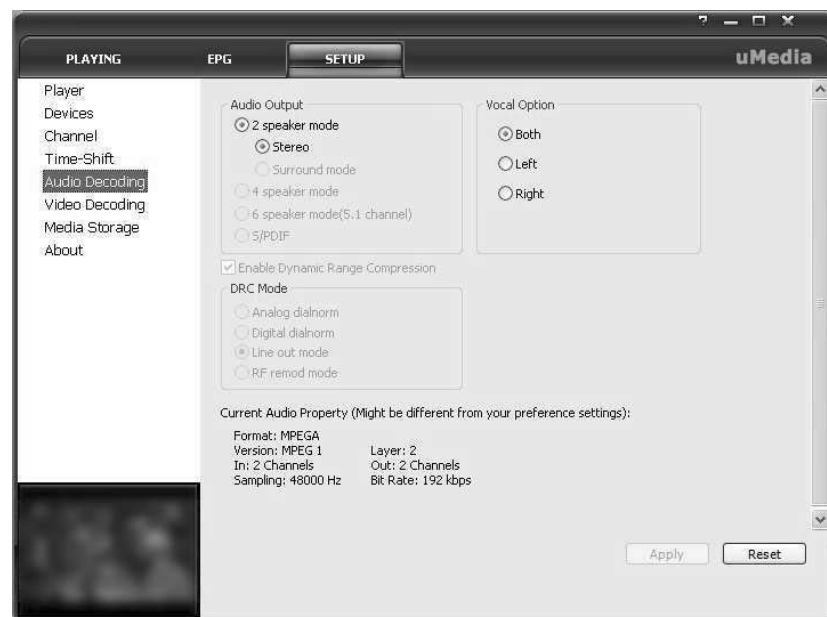 ?
PLAYING EPG SETUP uMedia
Player
Devices
Channel
Time-Shift
Audio Decoding
Video Decoding
Media Storage
About
Audio Output
2 speaker mode
Stereo
Surround mode
4 speaker mode
6 speaker mode(5.1 channel)
S/PDIF
Vocal Option
Both
Left
Right
Enable Dynamic Range Compression
DRC Mode
Analog dialnorm
Digital dialnorm
Line out mode
RF remod mode
Current Audio Property (Might be different from your preference settings):
Format: MPEGA
Version: MPEG 1 Layer: 2
In: 2 Channels Out: 2 Channels
Sampling: 48000 Hz Bit Rate: 192 kbps
Apply Reset